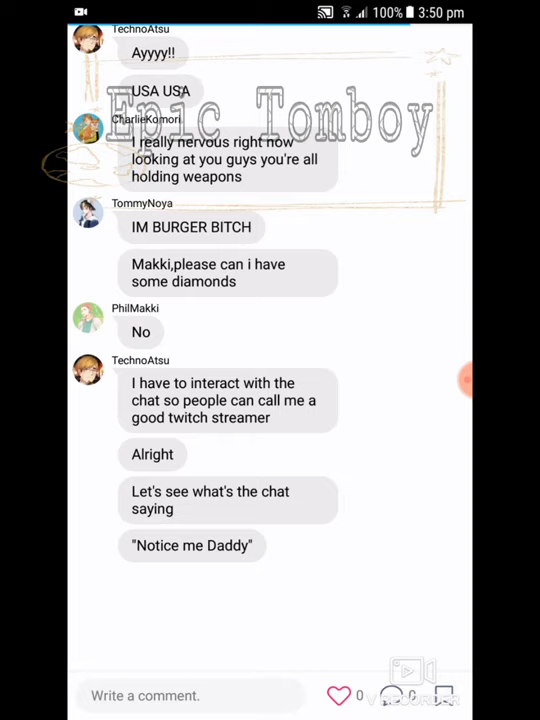 100% 3:50 pm
TechnoAtsu
Ayyyy!!
USA USA
Epic Tomboy
CharlieKomori
I really nervous right now
looking at you guys you're all
holding weapons
TommyNoya
IM BURGER BITCH
Makki,please can i have
some diamonds
PhilMakki
No
TechnoAtsu
I have to interact with the
chat so people can call me a
good twitch streamer
Alright
Let's see what's the chat
saying
"Notice me Daddy"
Write a comment.
0
0
V RECORDER